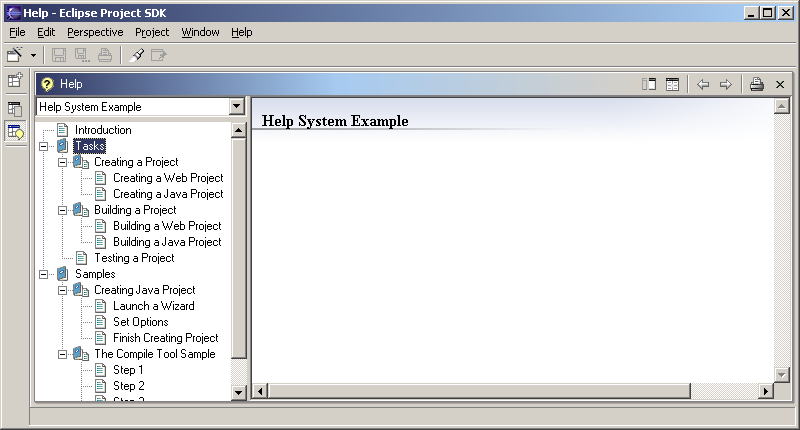 Help - Eclipse Project SDK
File Edit Perspective Project Window Help
Help
Help System Example
Introduction
Tasks
Creating a Project
Creating a Web Project
Creating a Java Project
Building a Project
Building a Web Project
Building a Java Project
Testing a Project
Samples
Creating Java Project
Launch a Wizard
Set Options
Finish Creating Project
The Compile Tool Sample
Step 1
Step 2
Help System Example